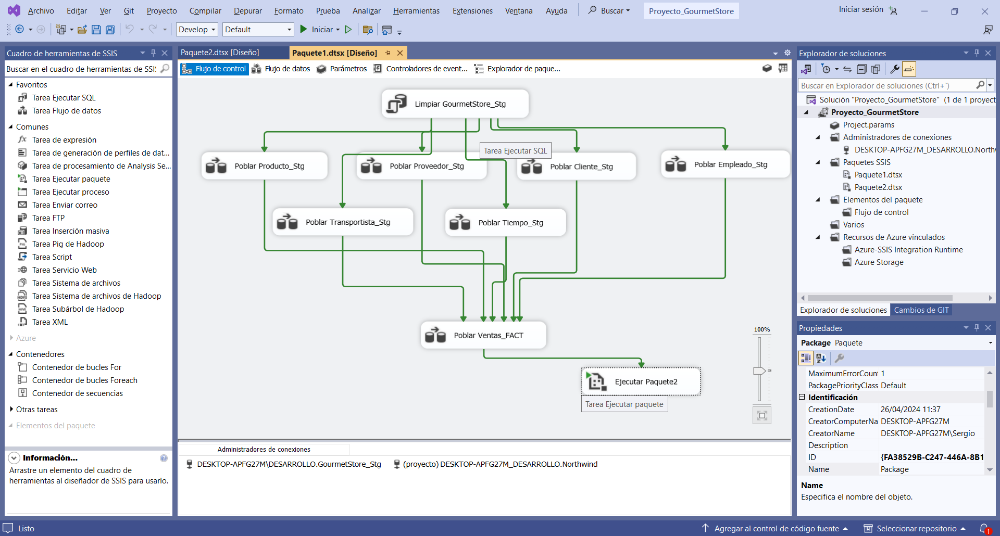 Archivo Editar Ver Git Proyecto Compilar Depurar Formato Prueba Analizar Herramientas Extensiones Ventana Ayuda Buscar Proyecto_GourmetStore Iniciar sesión
Develop Default Iniciar
Cuadro de herramientas de SSIS
Buscar en el cuadro de herramientas de SSI
Favoritos
Tarea Ejecutar SQL
Tarea Flujo de datos
Comunes
Tarea de expresión
Tarea de generación de perfiles de dat...
Tarea de procesamiento de Analysis Se...
Tarea Ejecutar paquete
Tarea Ejecutar proceso
Tarea Enviar correo
Tarea FTP
Tarea Inserción masiva
Tarea Pig de Hadoop
Tarea Script
Tarea Servicio Web
Tarea Sistema de archivos
Tarea Sistema de archivos de Hadoop
Tarea Subárbol de Hadoop
Tarea XML
Azure
Contenedores
Contenedor de bucles For
Contenedor de bucles Foreach
Contenedor de secuencias
Otras tareas
Elementos del paquete
Información...
Arrastre un elemento del cuadro de
herramientas al diseñador de SSIS para usarlo.
Paquete2.dtsx [Diseño] Paquete1.dtsx [Diseño]
Flujo de control Flujo de datos Parámetros Controladores de event... Explorador de paque...
Limpiar GourmetStore_Stg
Tarea Ejecutar SQL
Poblar Producto_Stg Poblar Proveedor_Stg Poblar Cliente_Stg Poblar Empleado_Stg
Poblar Transportista_Stg Poblar Tiempo_Stg
Poblar Ventas_FACT
Ejecutar Paquete2
Tarea Ejecutar paquete
100%
Administradores de conexiones
DESKTOP-APFG27M\DESARROLLO.GourmetStore_Stg (proyecto) DESKTOP-APFG27M_DESARROLLO.Northwind
Explorador de soluciones
Buscar en Explorador de soluciones (Ctrl+`)
Solución "Proyecto_GourmetStore" (1 de 1 proyect
Proyecto_GourmetStore
Project.params
Administradores de conexiones
DESKTOP-APFG27M_DESARROLLO.North
Paquetes SSIS
Paquete1.dtsx
Paquete2.dtsx
Elementos del paquete
Flujo de control
Varios
Recursos de Azure vinculados
Azure-SSIS Integration Runtime
Azure Storage
Explorador de soluciones Cambios de GIT
Propiedades
Package Paquete
MaximumErrorCount 1
PackagePriorityClass Default
Identificación
CreationDate 26/04/2024 11:37
CreatorComputerNa DESKTOP-APFG27M
CreatorName DESKTOP-APFG27M\Sergio
Description
ID {FA38529B-C247-446A-8B1
Name Package
Name
Especifica el nombre del objeto.
Listo Agregar al control de código fuente Seleccionar repositorio 1